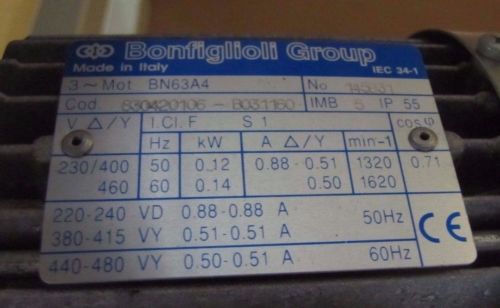 Bonfiglioli Group
Made in Italy IEC 34-1
3~Mot BN63A4 No
Cod. 830420106 - B031160 IMB 5 IP 55
V △/Y I.Cl.F S 1 cosφ
Hz kW A △/Y min-1
230/400 50 0.12 0.88-0.51 1320 0.71
460 60 0.14 0.50 1620
220-240 VD 0.88-0.88 A 50Hz
380-415 VY 0.51-0.51 A
440-480 VY 0.50-0.51 A 60Hz
CE